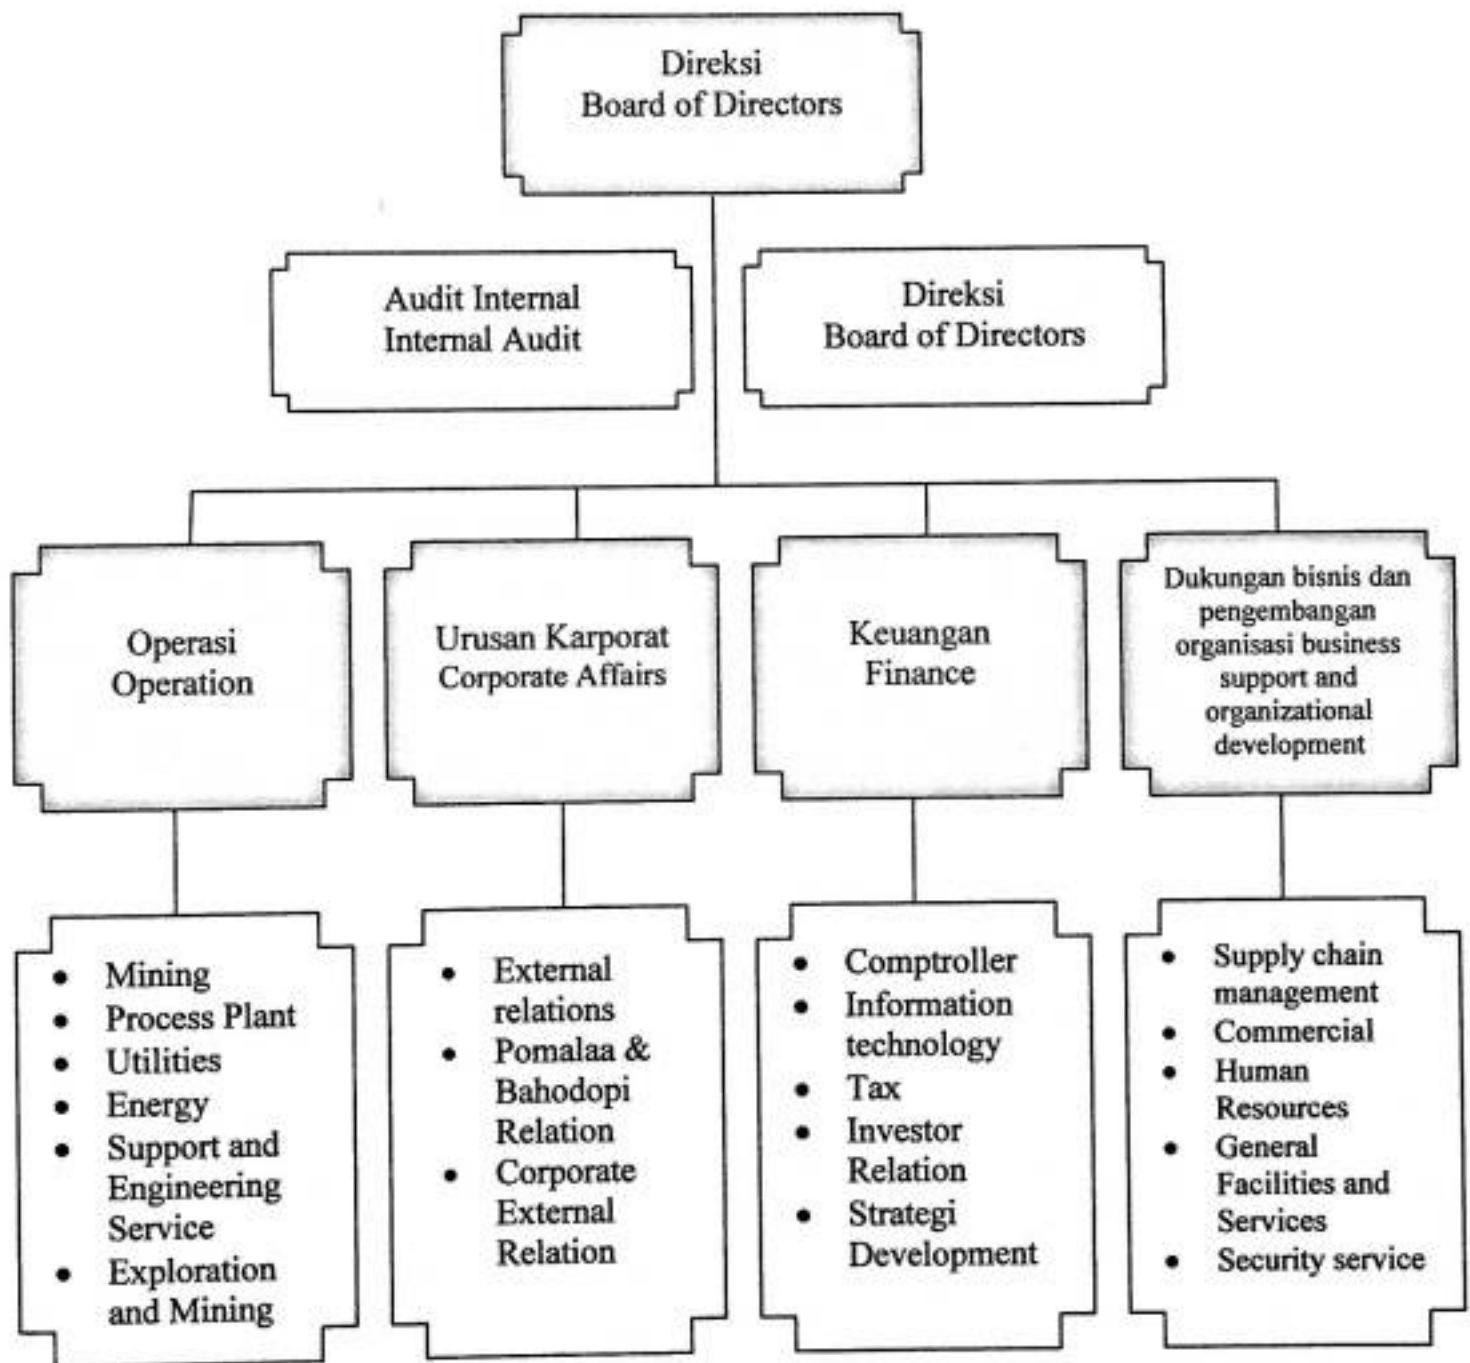 Direksi
Board of Directors
Audit Internal
Internal Audit
Direksi
Board of Directors
Operasi
Operation
Urusan Karporat
Corporate Affairs
Keuangan
Finance
Dukungan bisnis dan
pengembangan
organisasi business
support and
organizational
development
• Mining
• Process Plant
• Utilities
• Energy
• Support and
Engineering
Service
• Exploration
and Mining
• External
relations
• Pomalaa &
Bahodopi
Relation
• Corporate
External
Relation
• Comptroller
• Information
technology
• Tax
• Investor
Relation
• Strategi
Development
• Supply chain
management
• Commercial
• Human
Resources
• General
Facilities and
Services
• Security service